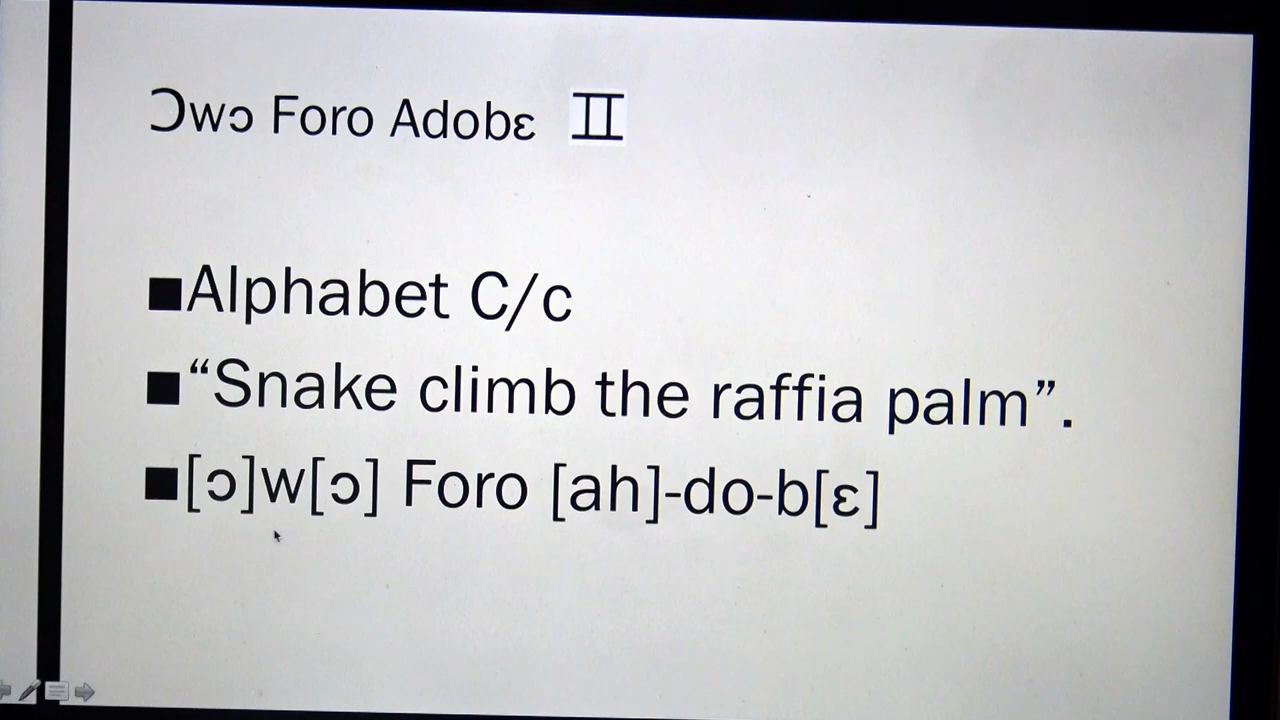 Ɔwɔ Foro Adobɛ II
■Alphabet C/c
■“Snake climb the raffia palm”.
■[ɔ]w[ɔ] Foro [ah]-do-b[ɛ]